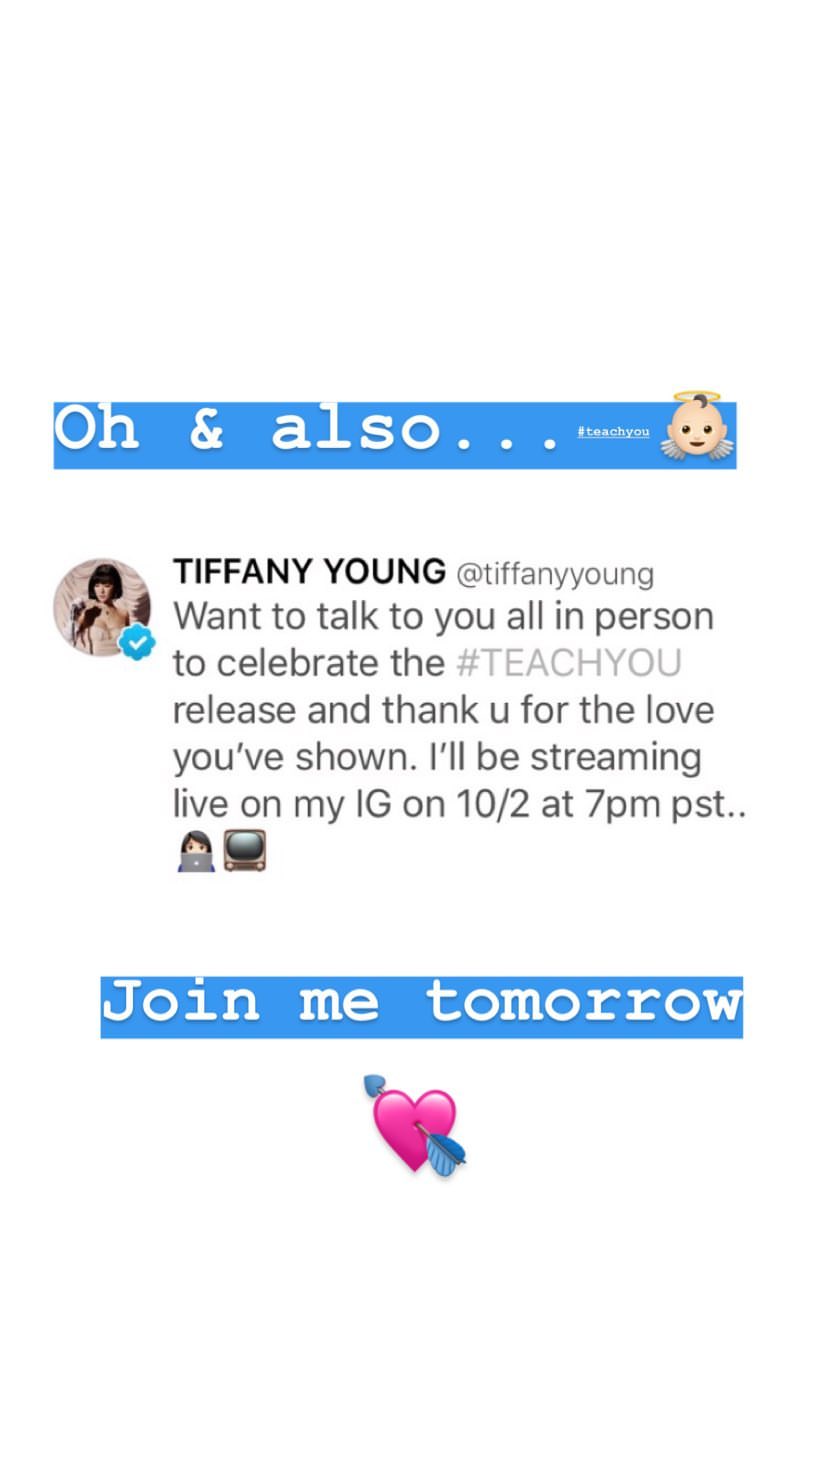 Oh & also... #teachyou 👼🏻
TIFFANY YOUNG @tiffanyyoung
Want to talk to you all in person
to celebrate the #TEACHYOU
release and thank u for the love
you’ve shown. I’ll be streaming
live on my IG on 10/2 at 7pm pst..
👩🏻‍💻📺
Join me tomorrow
💘